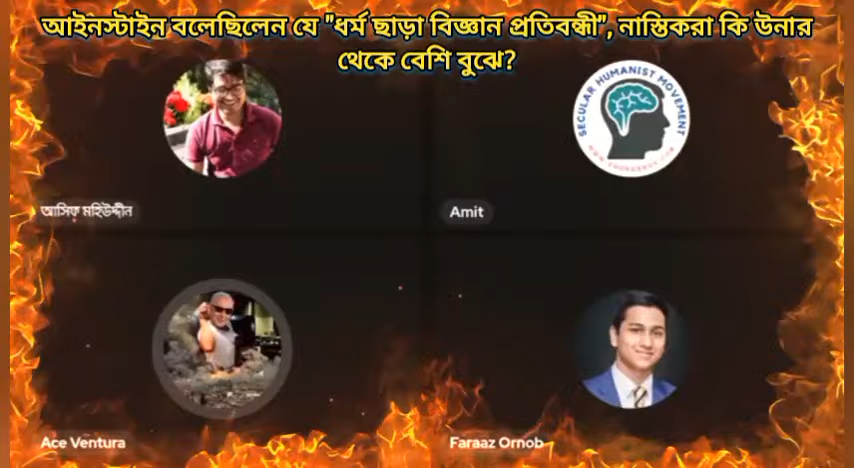 আইনস্টাইন বলেছিলেন যে "ধর্ম ছাড়া বিজ্ঞান প্রতিবন্ধী", নাস্তিকরা কি উনার
থেকে বেশি বুঝে?
SECULAR HUMANIST MOVEMENT
আসিফ মহিউদ্দীন
Amit
Ace Ventura
Faraaz Ornob